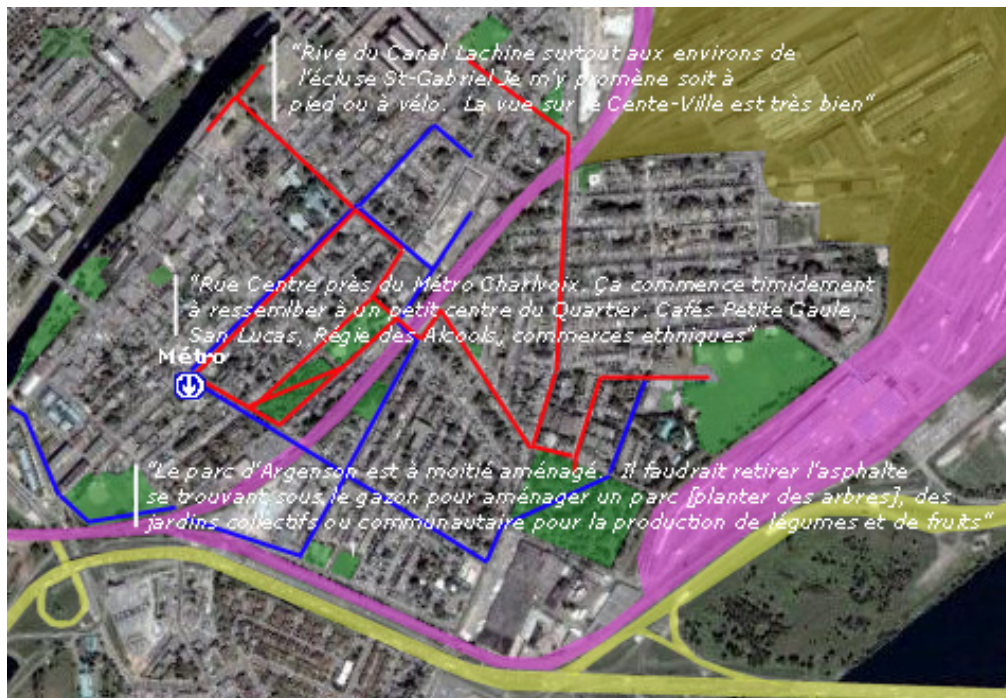 "Rive du Canal Lachine surtout aux environs de
l'écluse St-Gabriel Je m'y promène soit à
pied ou à vélo. La vue sur le Cente-Ville est très bien"
"Rue Centre près du Métro Charlvoix. Ça commence timidement
à ressemlber à un petit centre du Quartier. Cafés Petite Gaule,
San Lucas, Régie des Alcools, commerces ethniques"
Métro
"Le parc d'Argenson est à moitié aménagé. Il faudrait retirer l'asphalte
se trouvant sous le gazon pour aménager un parc [planter des arbres], des
jardins collectifs ou communautaire pour la production de légumes et de fruits"